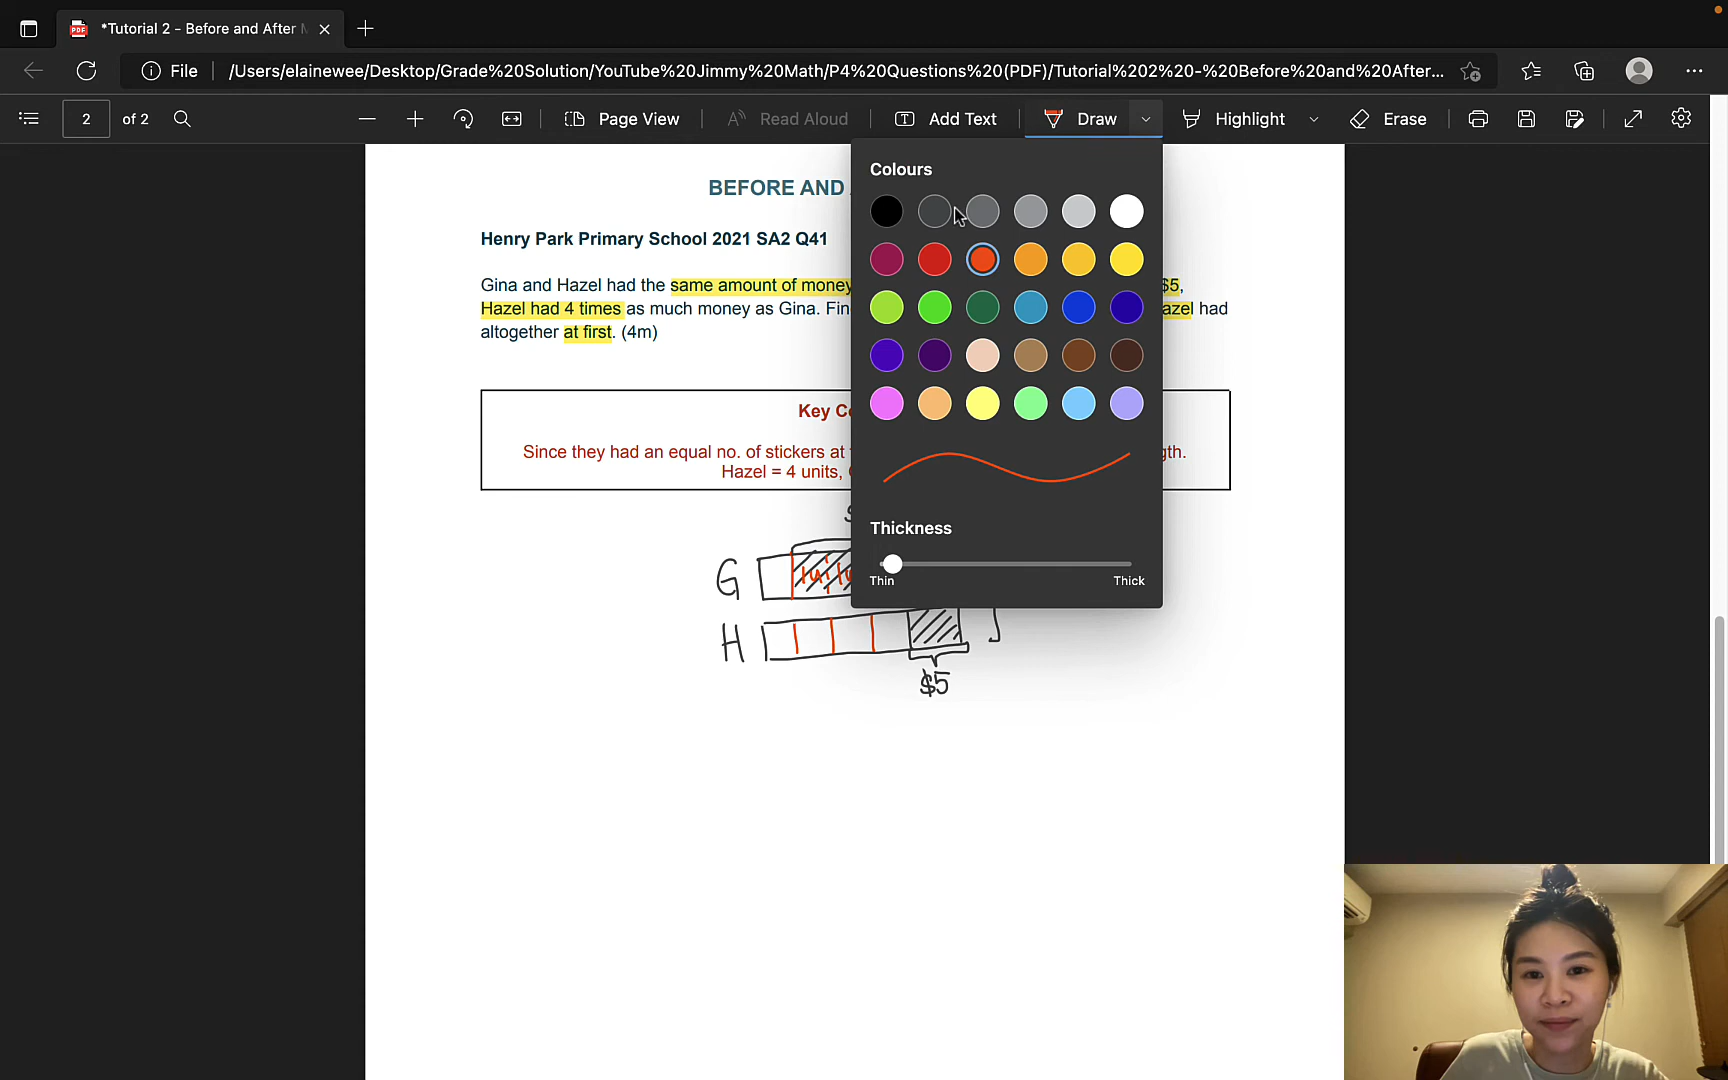 *Tutorial 2 - Before and After
File
/Users/elainewee/Desktop/Grade%20Solution/YouTube%20Jimmy%20Math/P4%20Questions%20(PDF)/Tutorial%202%20-%20Before%20and%20After...
2 of 2
Page View
Read Aloud
Add Text
Draw
Highlight
Erase
Colours
BEFORE AND
Henry Park Primary School 2021 SA2 Q41
Gina and Hazel had the same amount of money $5,
Hazel had 4 times as much money as Gina. had
altogether at first. (4m)
Key
Since they had an equal no. of stickers at
Hazel = 4 units,
Thickness
Thin Thick
G
H
$5